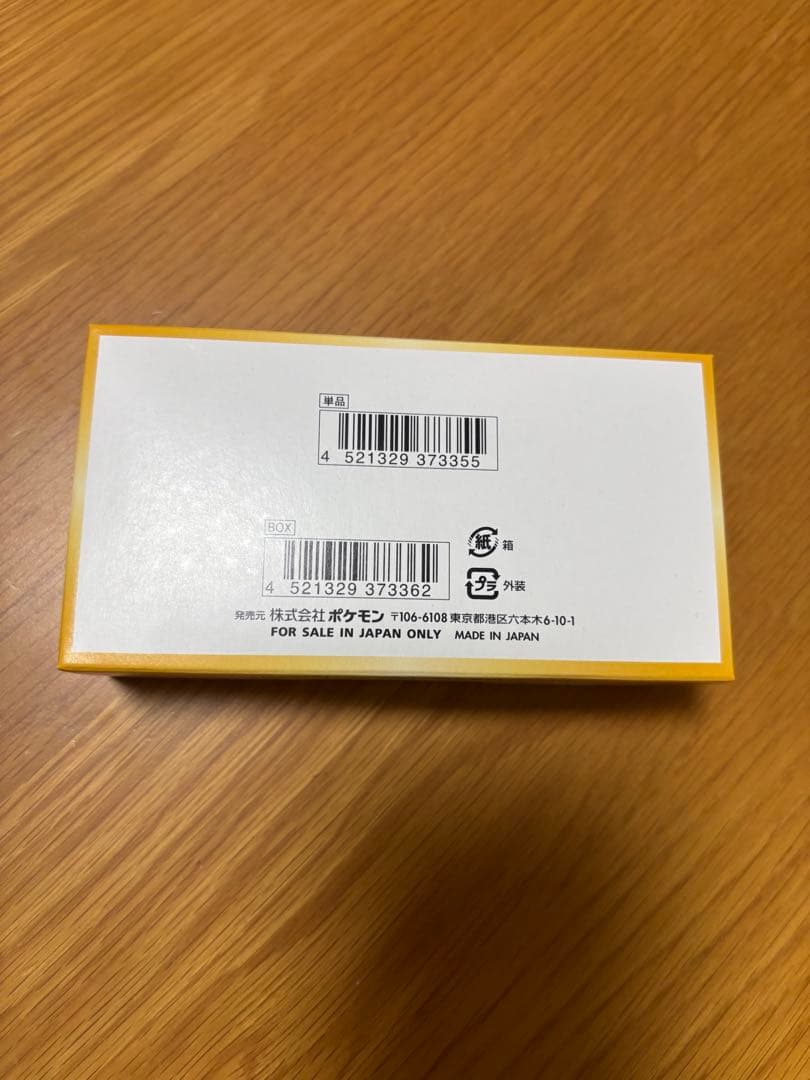 単品
4 521329 373355
BOX
4 521329 373362
紙 箱
プラ 外装
発売元 株式会社ポケモン 〒106-6108 東京都港区六本木6-10-1
FOR SALE IN JAPAN ONLY MADE IN JAPAN